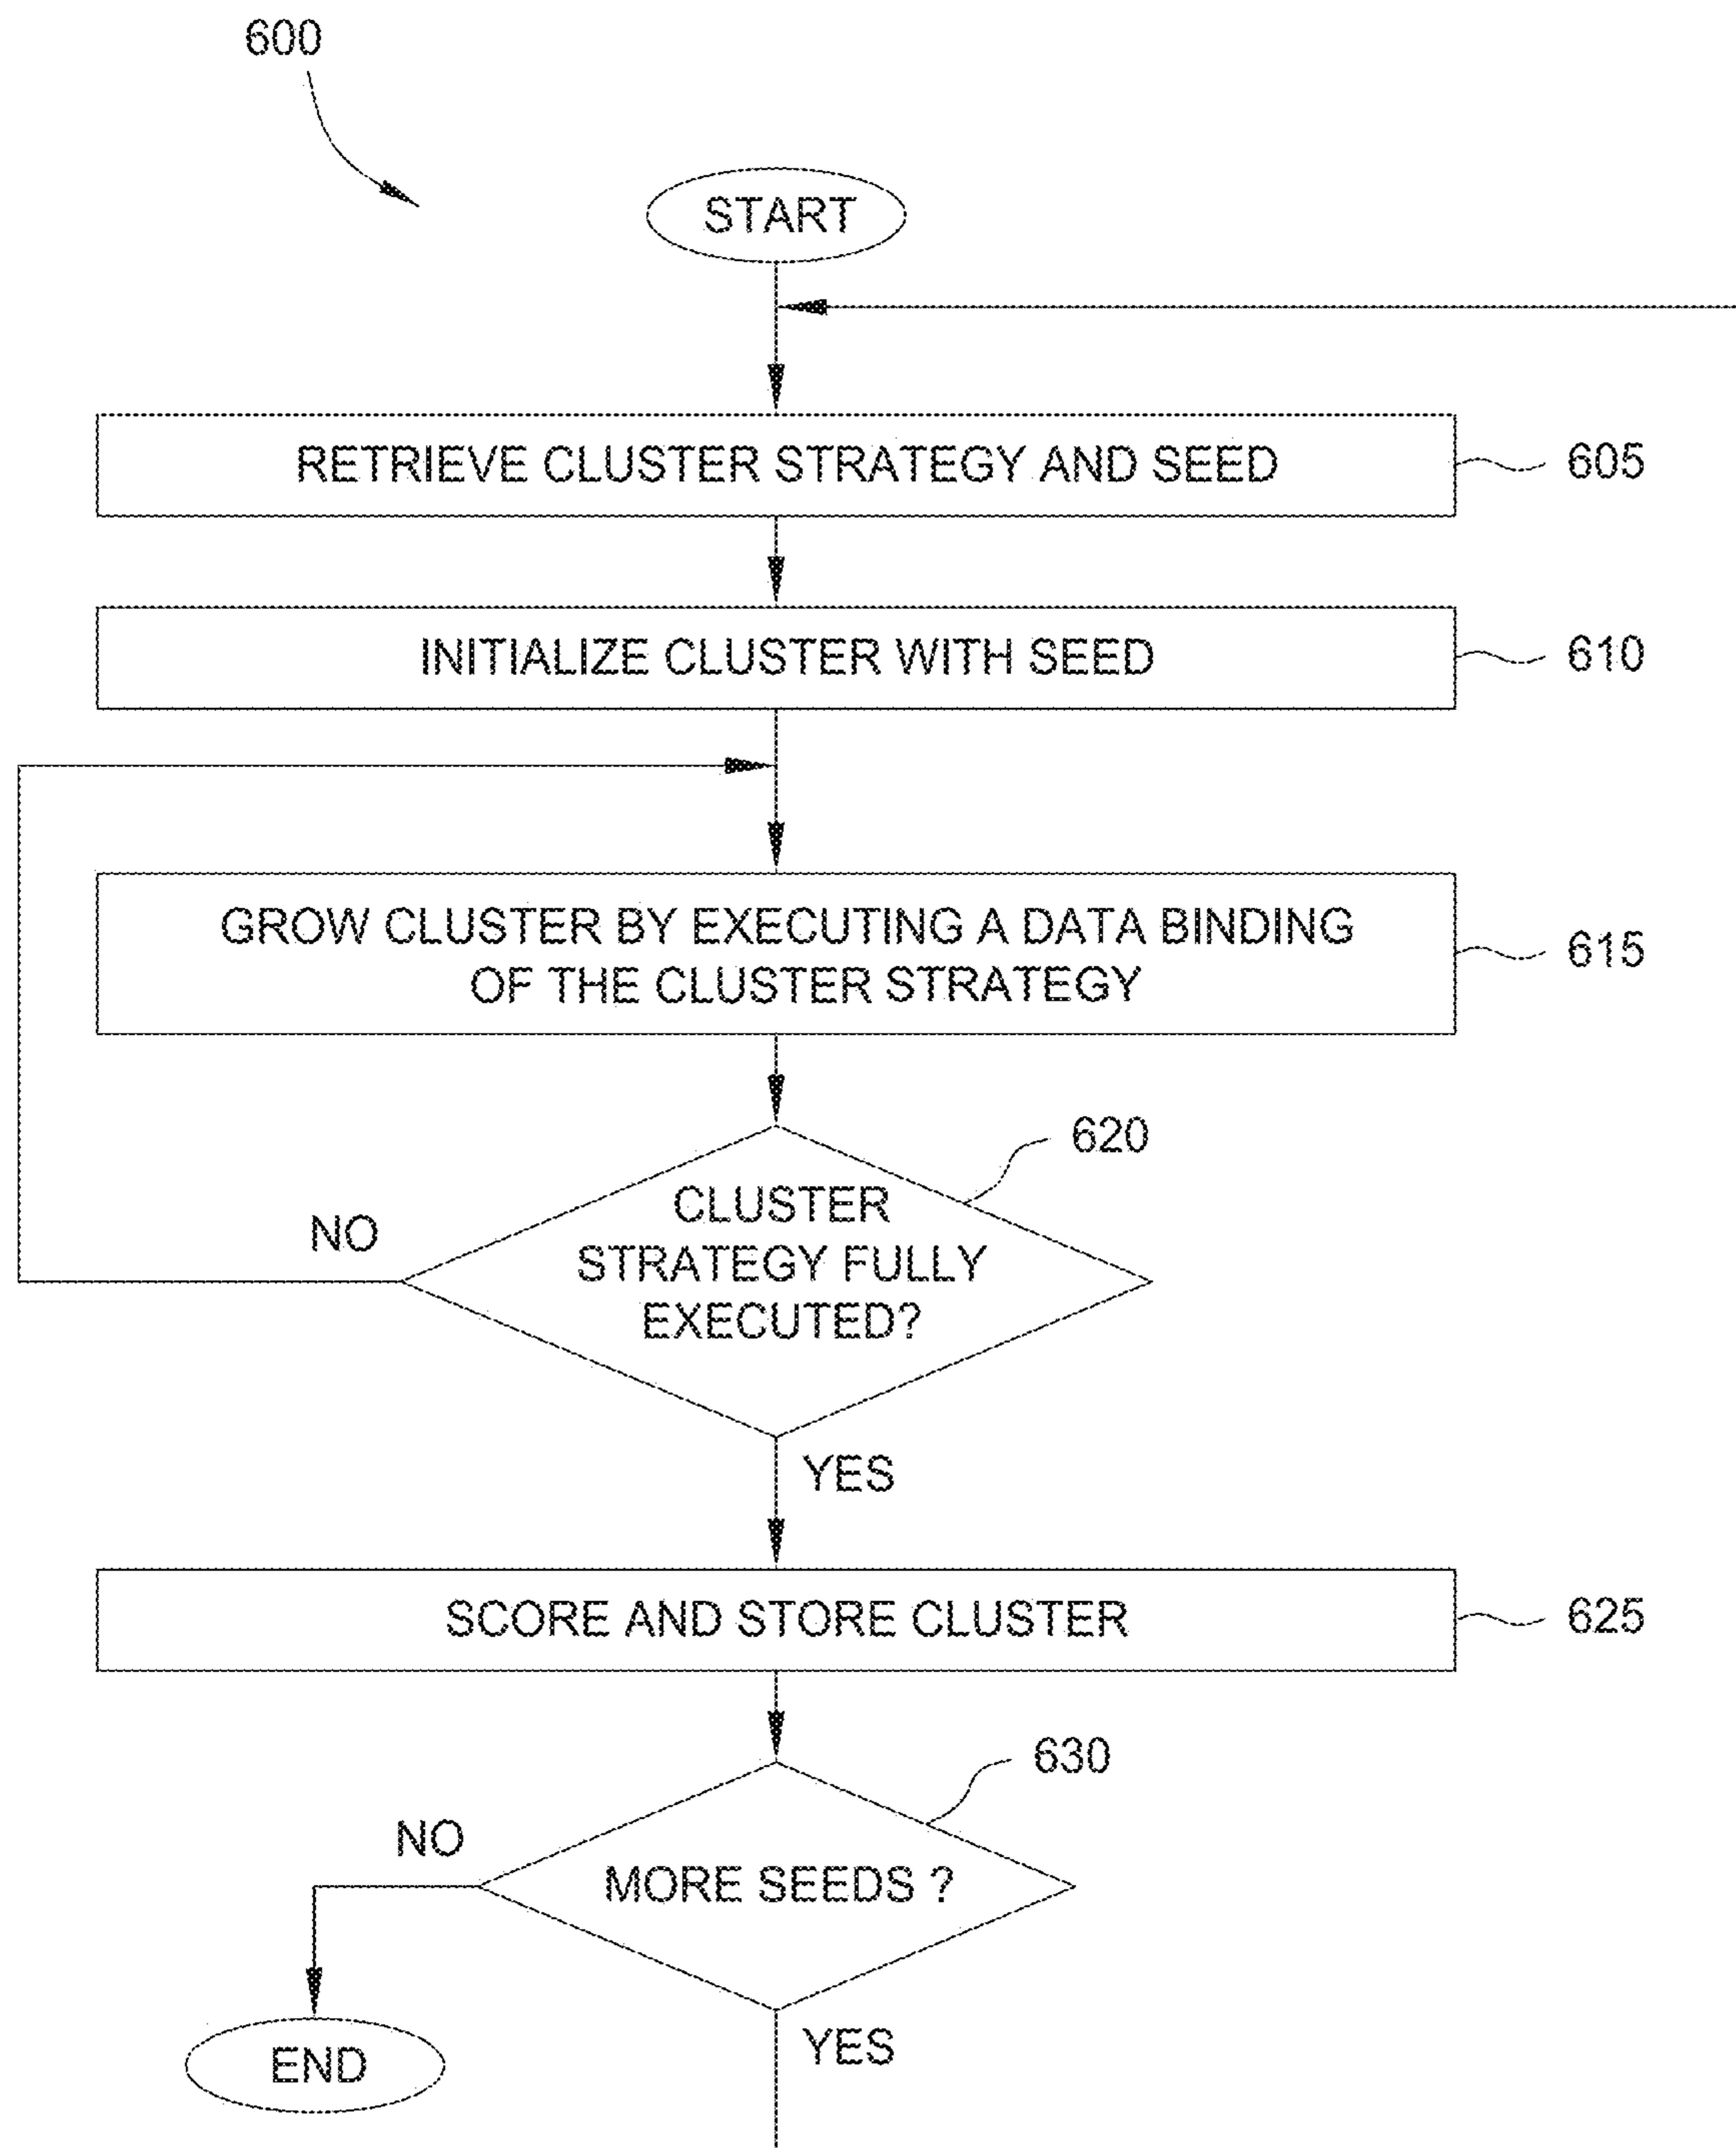 600
START
RETRIEVE CLUSTER STRATEGY AND SEED
605
INITIALIZE CLUSTER WITH SEED
610
GROW CLUSTER BY EXECUTING A DATA BINDING
OF THE CLUSTER STRATEGY
615
620
CLUSTER
STRATEGY FULLY
EXECUTED?
NO
YES
SCORE AND STORE CLUSTER
625
630
NO
MORE SEEDS ?
YES
END